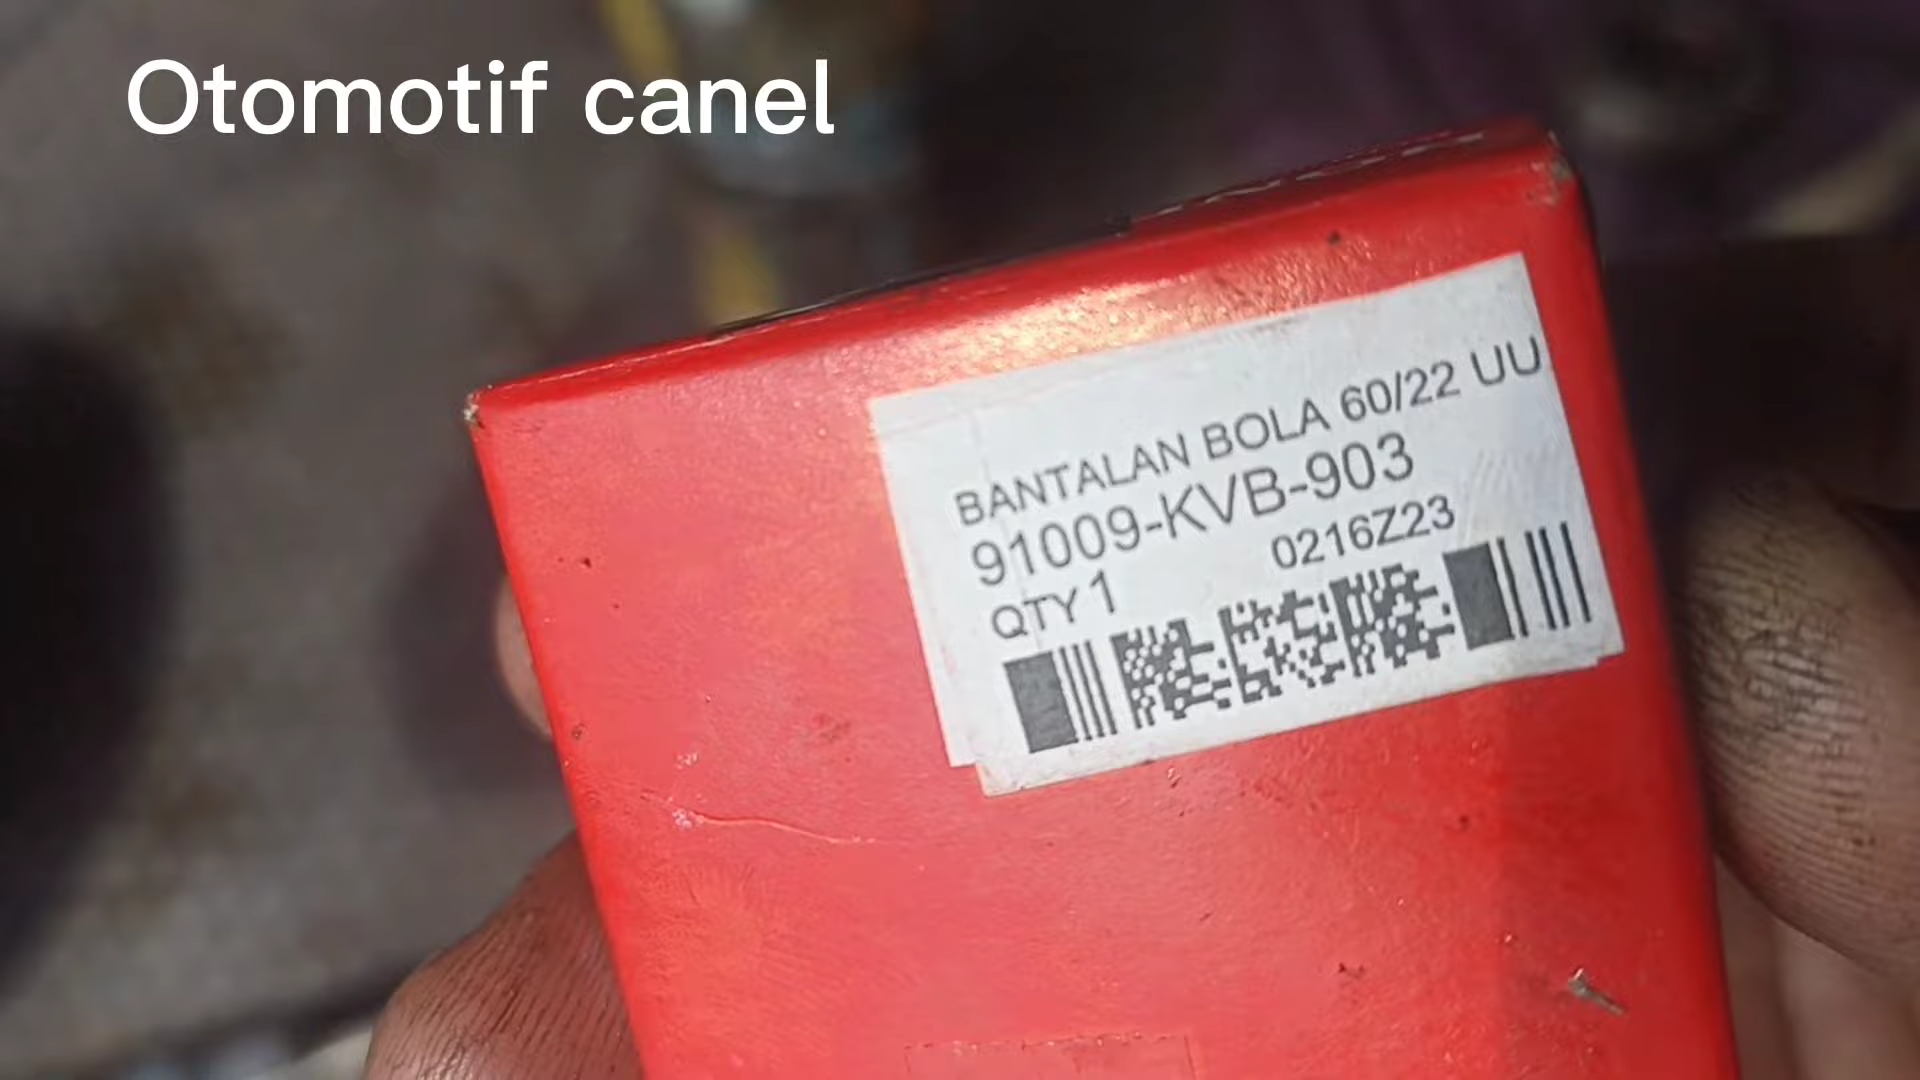 Otomotif canel
BANTALAN BOLA 60/22 UU
91009-KVB-903
0216Z23
QTY 1